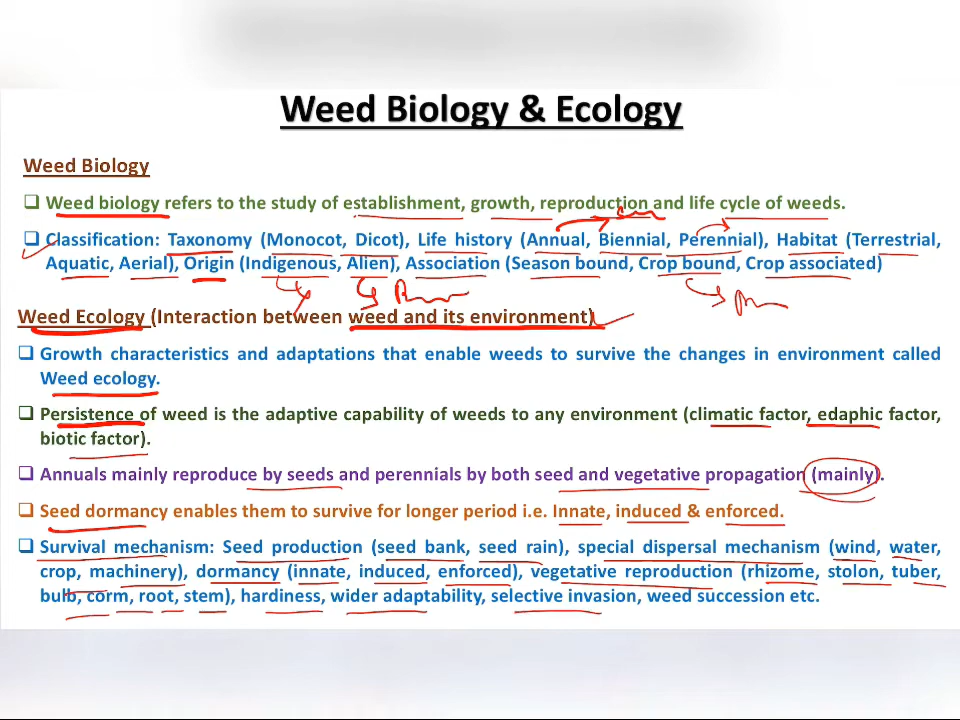 Weed Biology & Ecology
Weed Biology
Weed biology refers to the study of establishment, growth, reproduction and life cycle of weeds.
Classification: Taxonomy (Monocot, Dicot), Life history (Annual, Biennial, Perennial), Habitat (Terrestrial,
Aquatic, Aerial), Origin (Indigenous, Alien), Association (Season bound, Crop bound, Crop associated)
Weed Ecology (Interaction between weed and its environment)
Growth characteristics and adaptations that enable weeds to survive the changes in environment called
Weed ecology.
Persistence of weed is the adaptive capability of weeds to any environment (climatic factor, edaphic factor,
biotic factor).
Annuals mainly reproduce by seeds and perennials by both seed and vegetative propagation (mainly).
Seed dormancy enables them to survive for longer period i.e. Innate, induced & enforced.
Survival mechanism: Seed production (seed bank, seed rain), special dispersal mechanism (wind, water,
crop, machinery), dormancy (innate, induced, enforced), vegetative reproduction (rhizome, stolon, tuber,
bulb, corm, root, stem), hardiness, wider adaptability, selective invasion, weed succession etc.